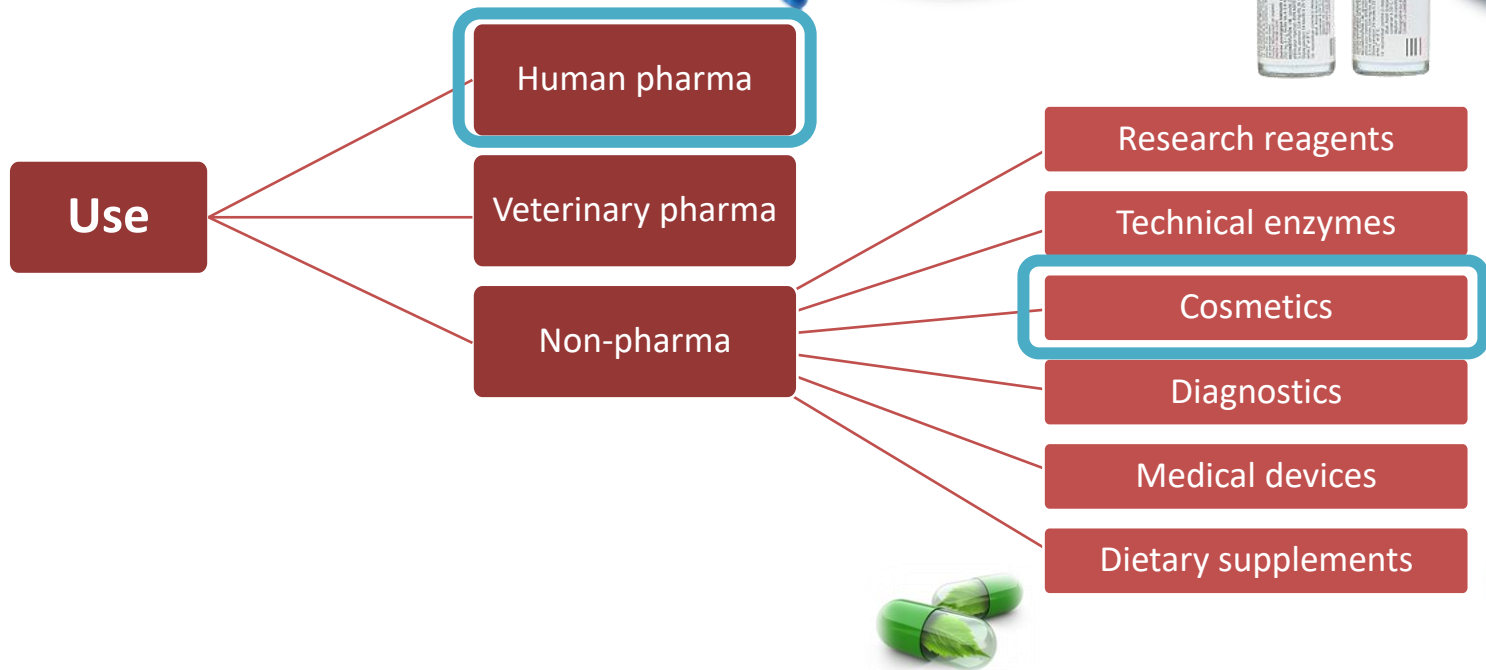 Human pharma
Use
Veterinary pharma
Non-pharma
Research reagents
Technical enzymes
Cosmetics
Diagnostics
Medical devices
Dietary supplements